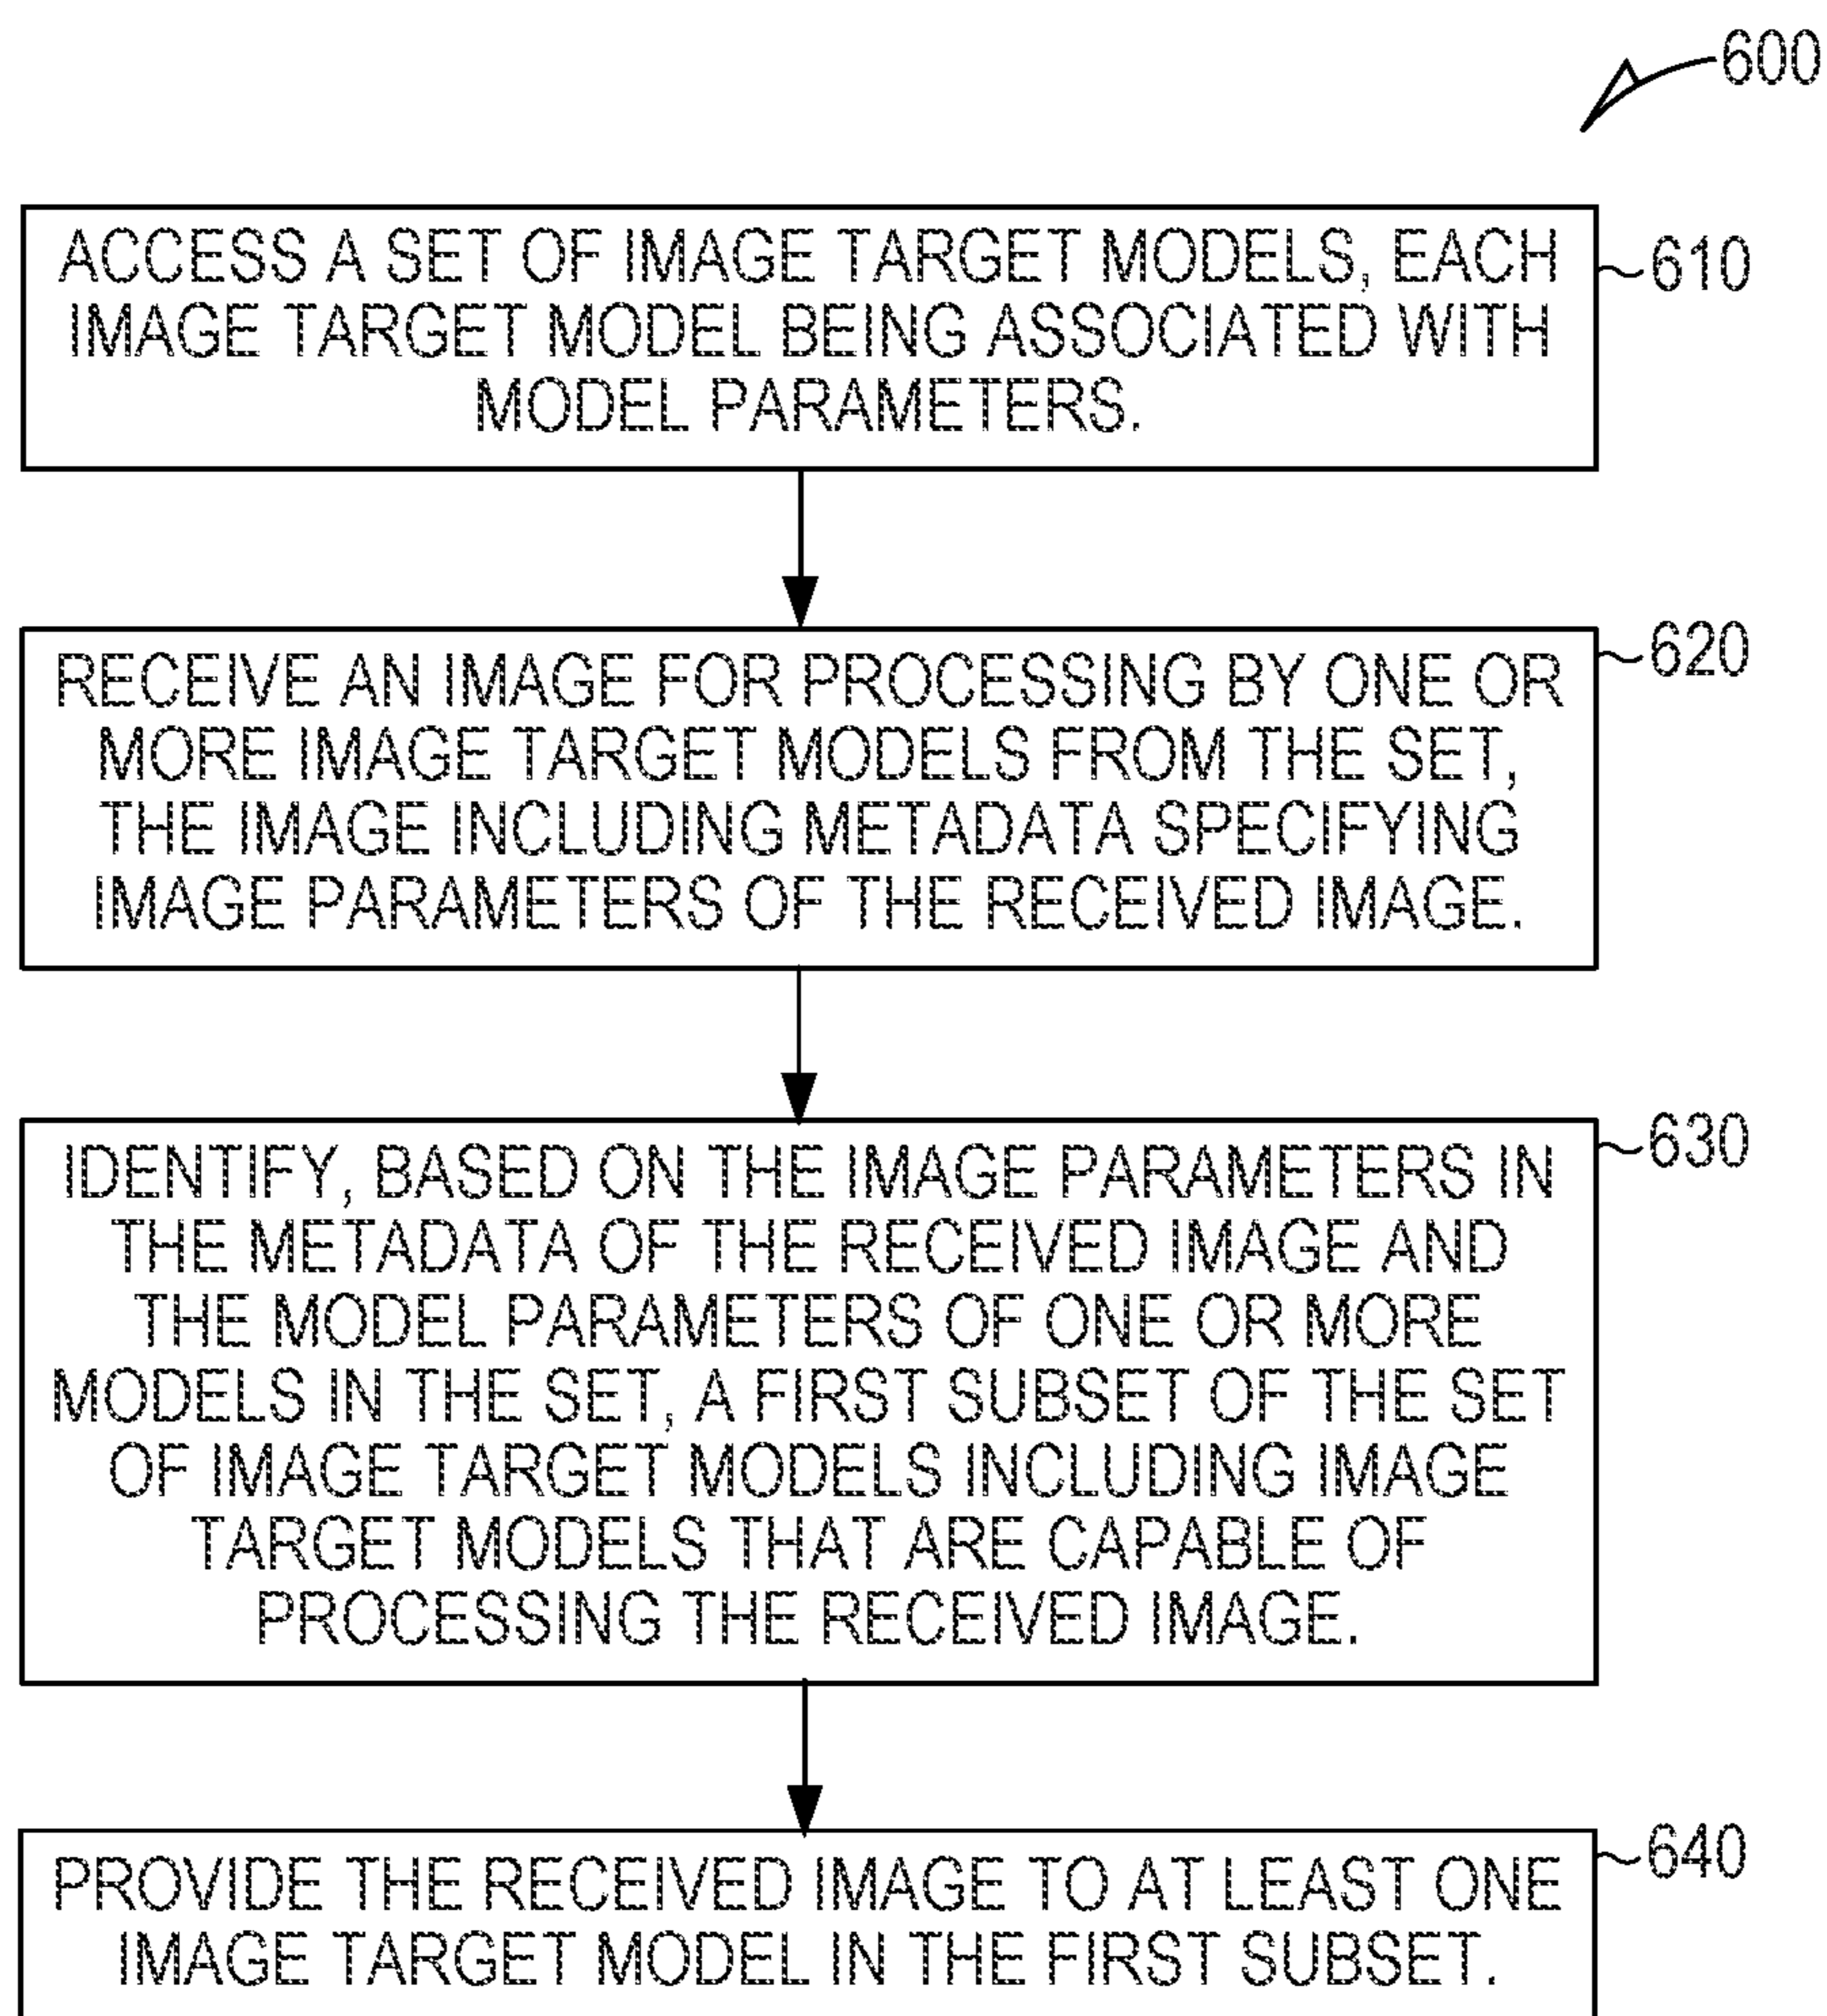 600
ACCESS A SET OF IMAGE TARGET MODELS, EACH
IMAGE TARGET MODEL BEING ASSOCIATED WITH
MODEL PARAMETERS.
610
RECEIVE AN IMAGE FOR PROCESSING BY ONE OR
MORE IMAGE TARGET MODELS FROM THE SET,
THE IMAGE INCLUDING METADATA SPECIFYING
IMAGE PARAMETERS OF THE RECEIVED IMAGE.
620
IDENTIFY, BASED ON THE IMAGE PARAMETERS IN
THE METADATA OF THE RECEIVED IMAGE AND
THE MODEL PARAMETERS OF ONE OR MORE
MODELS IN THE SET, A FIRST SUBSET OF THE SET
OF IMAGE TARGET MODELS INCLUDING IMAGE
TARGET MODELS THAT ARE CAPABLE OF
PROCESSING THE RECEIVED IMAGE.
630
PROVIDE THE RECEIVED IMAGE TO AT LEAST ONE
IMAGE TARGET MODEL IN THE FIRST SUBSET.
640